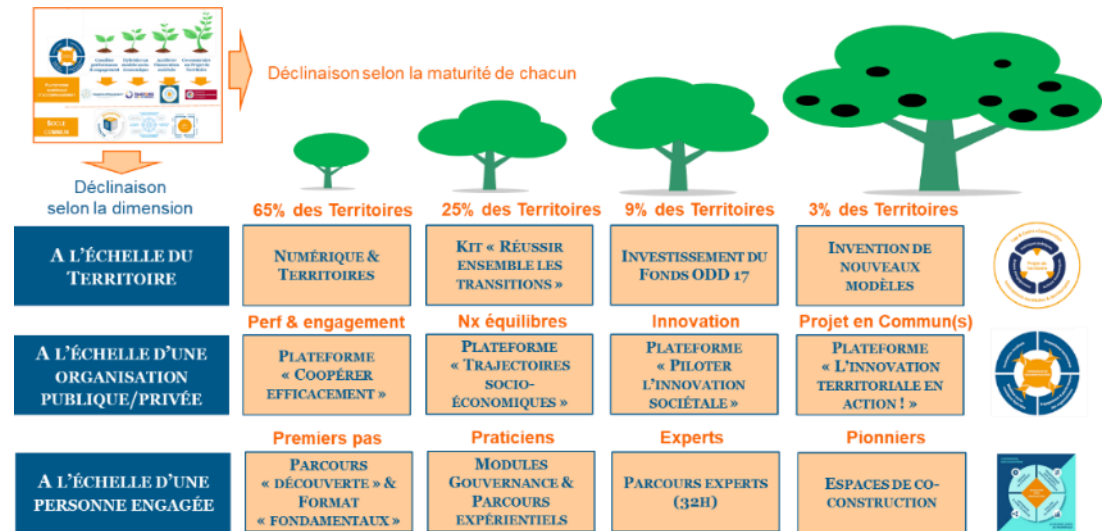 SOCLE
COMMUN
Déclinaison selon la maturité de chacun
Déclinaison
selon la dimension
65% des Territoires
25% des Territoires
9% des Territoires
3% des Territoires
A L’ÉCHELLE DU
TERRITOIRE
NUMÉRIQUE &
TERRITOIRES
KIT « RÉUSSIR
ENSEMBLE LES
TRANSITIONS »
INVESTISSEMENT DU
FONDS ODD 17
INVENTION DE
NOUVEAUX
MODÈLES
Perf & engagement
Nx équilibres
Innovation
Projet en Commun(s)
A L’ÉCHELLE D’UNE
ORGANISATION
PUBLIQUE/PRIVÉE
PLATEFORME
« COOPÉRER
EFFICACEMENT »
PLATEFORME
« TRAJECTOIRES
SOCIO-
ÉCONOMIQUES »
PLATEFORME
« PILOTER
L’INNOVATION
SOCIÉTALE »
PLATEFORME
« L’INNOVATION
TERRITORIALE EN
ACTION ! »
Premiers pas
Praticiens
Experts
Pionniers
A L’ÉCHELLE D’UNE
PERSONNE ENGAGÉE
PARCOURS
« DÉCOUVERTE » &
FORMAT
« FONDAMENTAUX »
MODULES
GOUVERNANCE &
PARCOURS
EXPÉRIENTIELS
PARCOURS EXPERTS
(32H)
ESPACES DE CO-
CONSTRUCTION